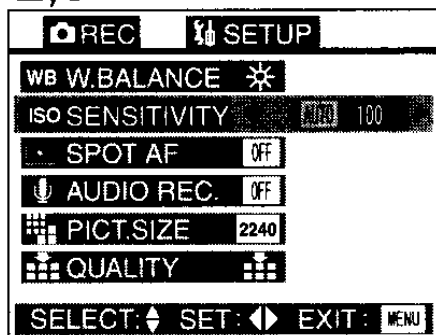 REC SETUP
WB W.BALANCE
ISO SENSITIVITY AUTO 100
SPOT AF OFF
AUDIO REC. OFF
PICT.SIZE 2240
QUALITY
SELECT: SET: EXIT: MENU